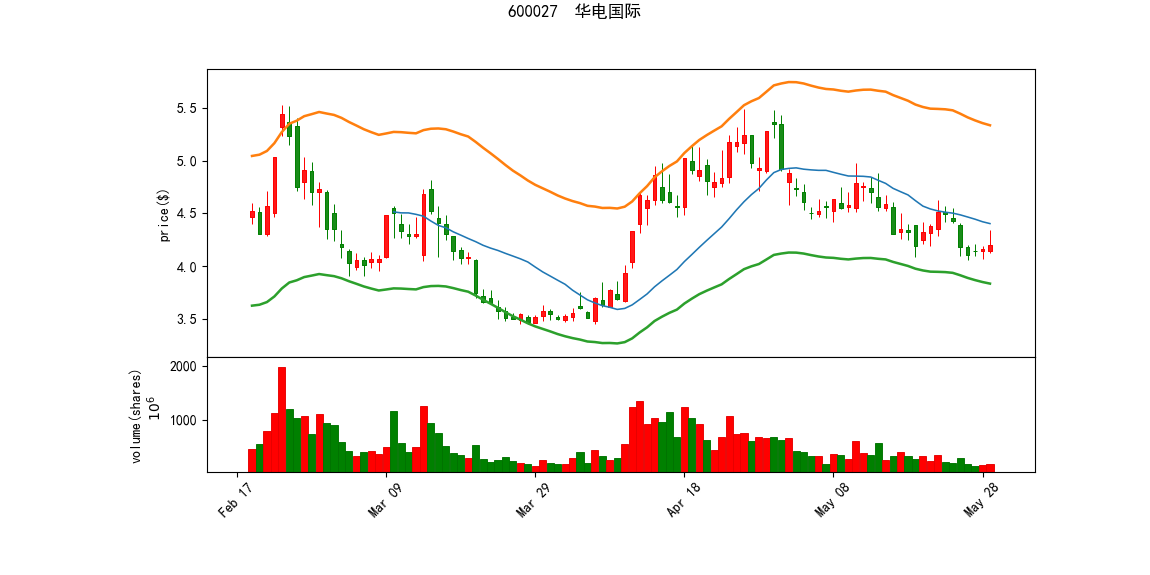 600027 华电国际
price($)
5.5
5.0
4.5
4.0
3.5
volume(shares)
10^6
2000
1000
Feb 17
Mar 09
Mar 29
Apr 18
May 08
May 28